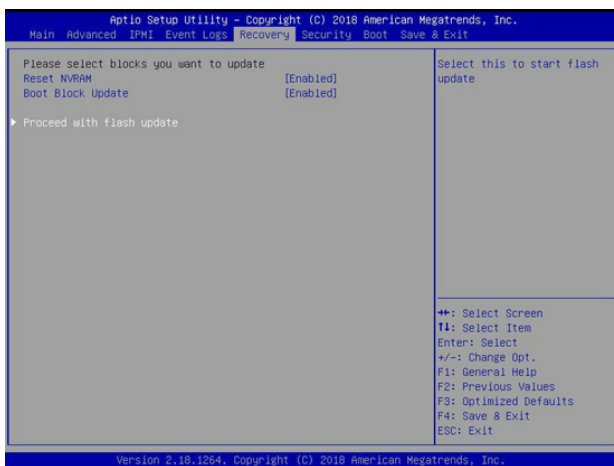 Aptio Setup Utility – Copyright (C) 2018 American Megatrends, Inc.
Main Advanced IPMI Event Logs Recovery Security Boot Save & Exit
Please select blocks you want to update
Reset NVRAM [Enabled]
Boot Block Update [Enabled]
▶ Proceed with flash update
Select this to start flash
update
→←: Select Screen
↑↓: Select Item
Enter: Select
+/-: Change Opt.
F1: General Help
F2: Previous Values
F3: Optimized Defaults
F4: Save & Exit
ESC: Exit
Version 2.18.1264. Copyright (C) 2018 American Megatrends, Inc.